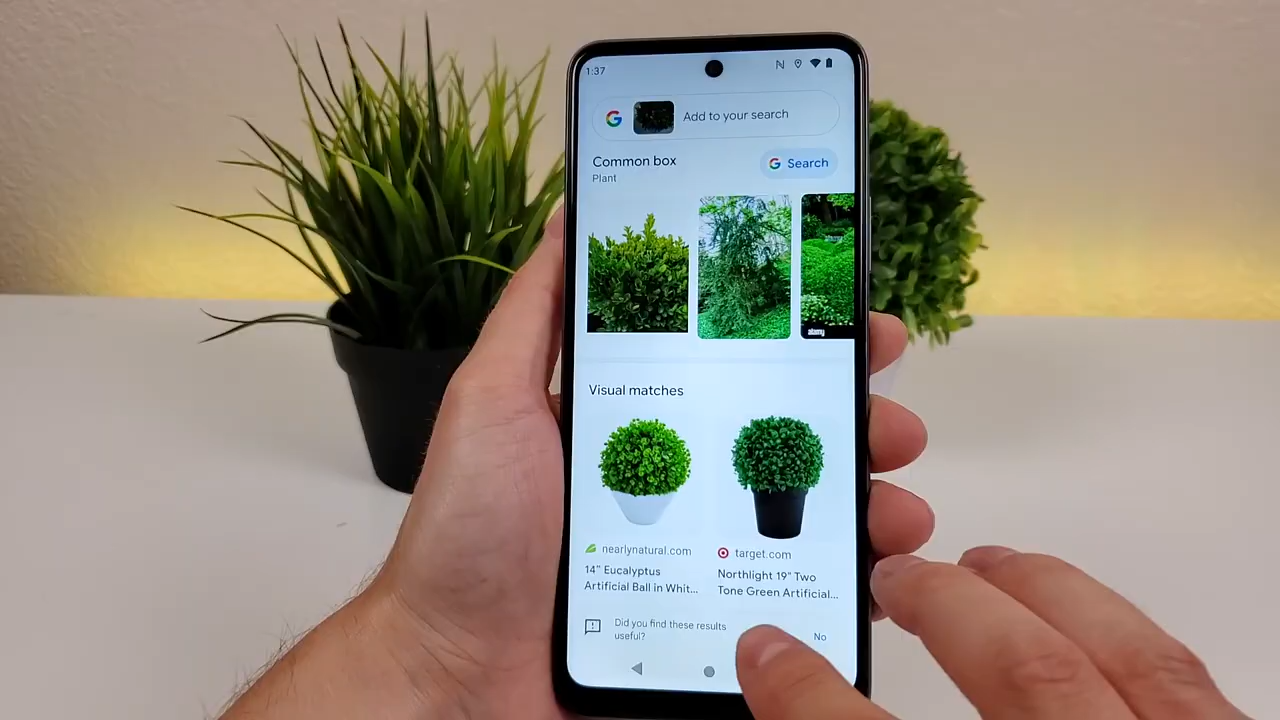 1:37
Add to your search
Common box
Plant
Search
alamy
Visual matches
nearlynatural.com
14" Eucalyptus
Artificial Ball in Whit...
target.com
Northlight 19" Two
Tone Green Artificial...
Did you find these results
useful?
No